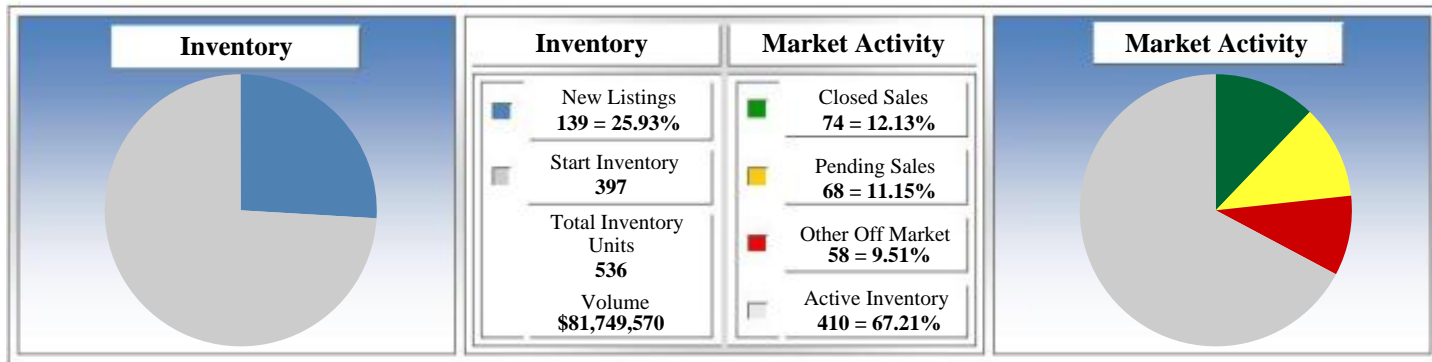 Inventory
Inventory
Market Activity
New Listings
139 = 25.93%
Start Inventory
397
Total Inventory
Units
536
Volume
$81,749,570
Closed Sales
74 = 12.13%
Pending Sales
68 = 11.15%
Other Off Market
58 = 9.51%
Active Inventory
410 = 67.21%
Market Activity